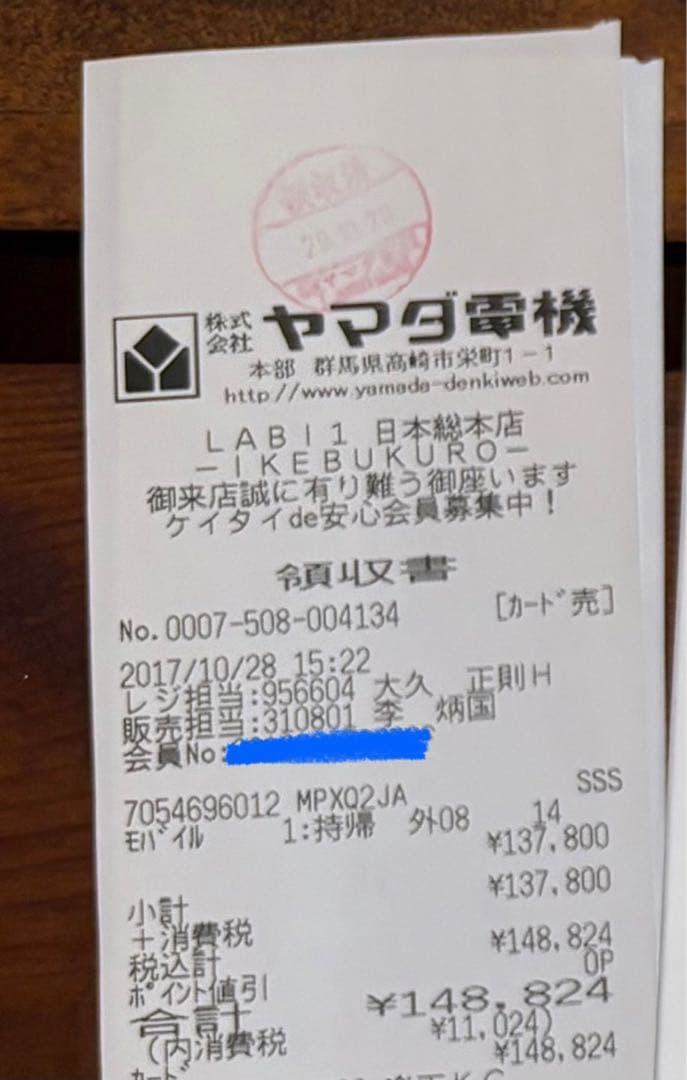 領収済
株式会社 ヤマダ電機
本部 群馬県高崎市栄町1-1
http://www.yamada-denkiweb.com
LABI1 日本総本店
-IKEBUKURO-
御来店誠に有り難う御座います
ケイタイde安心会員募集中!
領収書
No.0007-508-004134 [カード売]
2017/10/28 15:22
レジ担当:956604 大久 正則H
販売担当:310801 李 炳国
会員No:
SSS
7054696012 MPXQ2JA 14
モバイル 1:持帰 外08 ¥137,800
小計 ¥137,800
+消費税
税込計 ¥148,824
ポイント値引 0P
合計 ¥148,824
(内消費税 ¥11,024)
カード ¥148,824